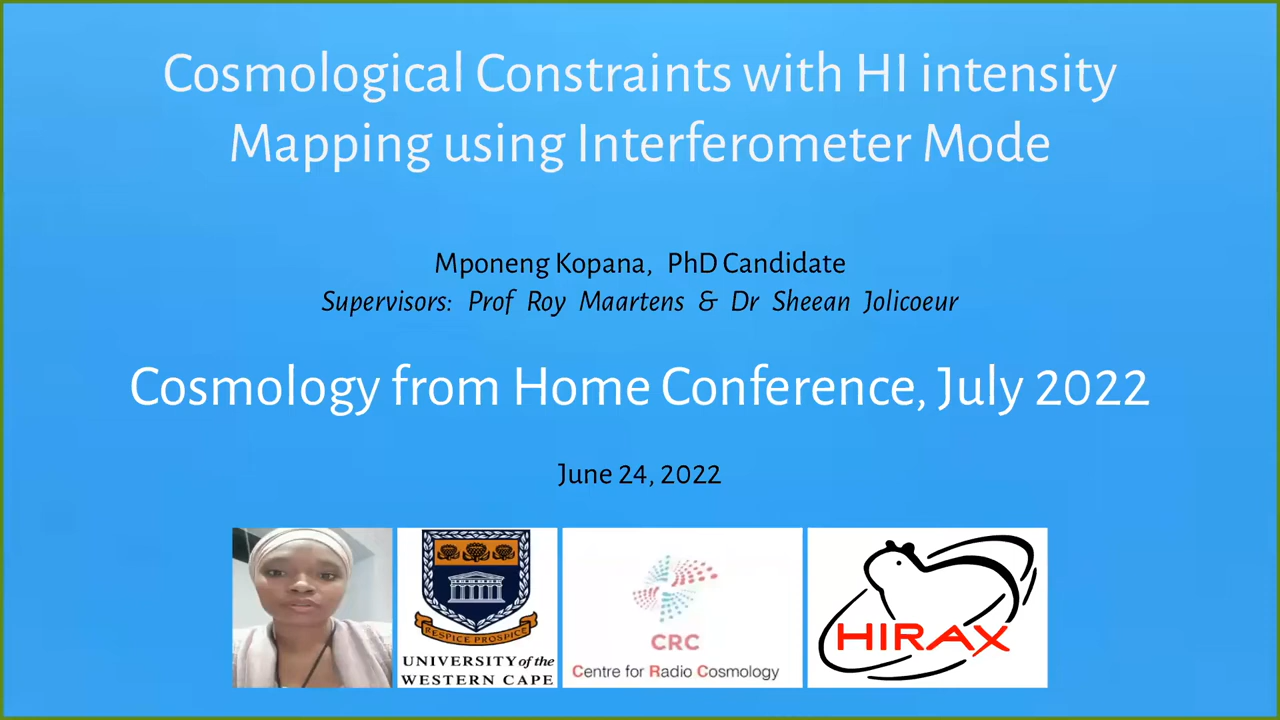 Cosmological Constraints with HI intensity
Mapping using Interferometer Mode
Mponeng Kopana, PhD Candidate
Supervisors: Prof Roy Maartens & Dr Sheean Jolicoeur
Cosmology from Home Conference, July 2022
June 24, 2022
RESPICE PROSPICE
UNIVERSITY of the
WESTERN CAPE
CRC
Centre for Radio Cosmology
HIRAX